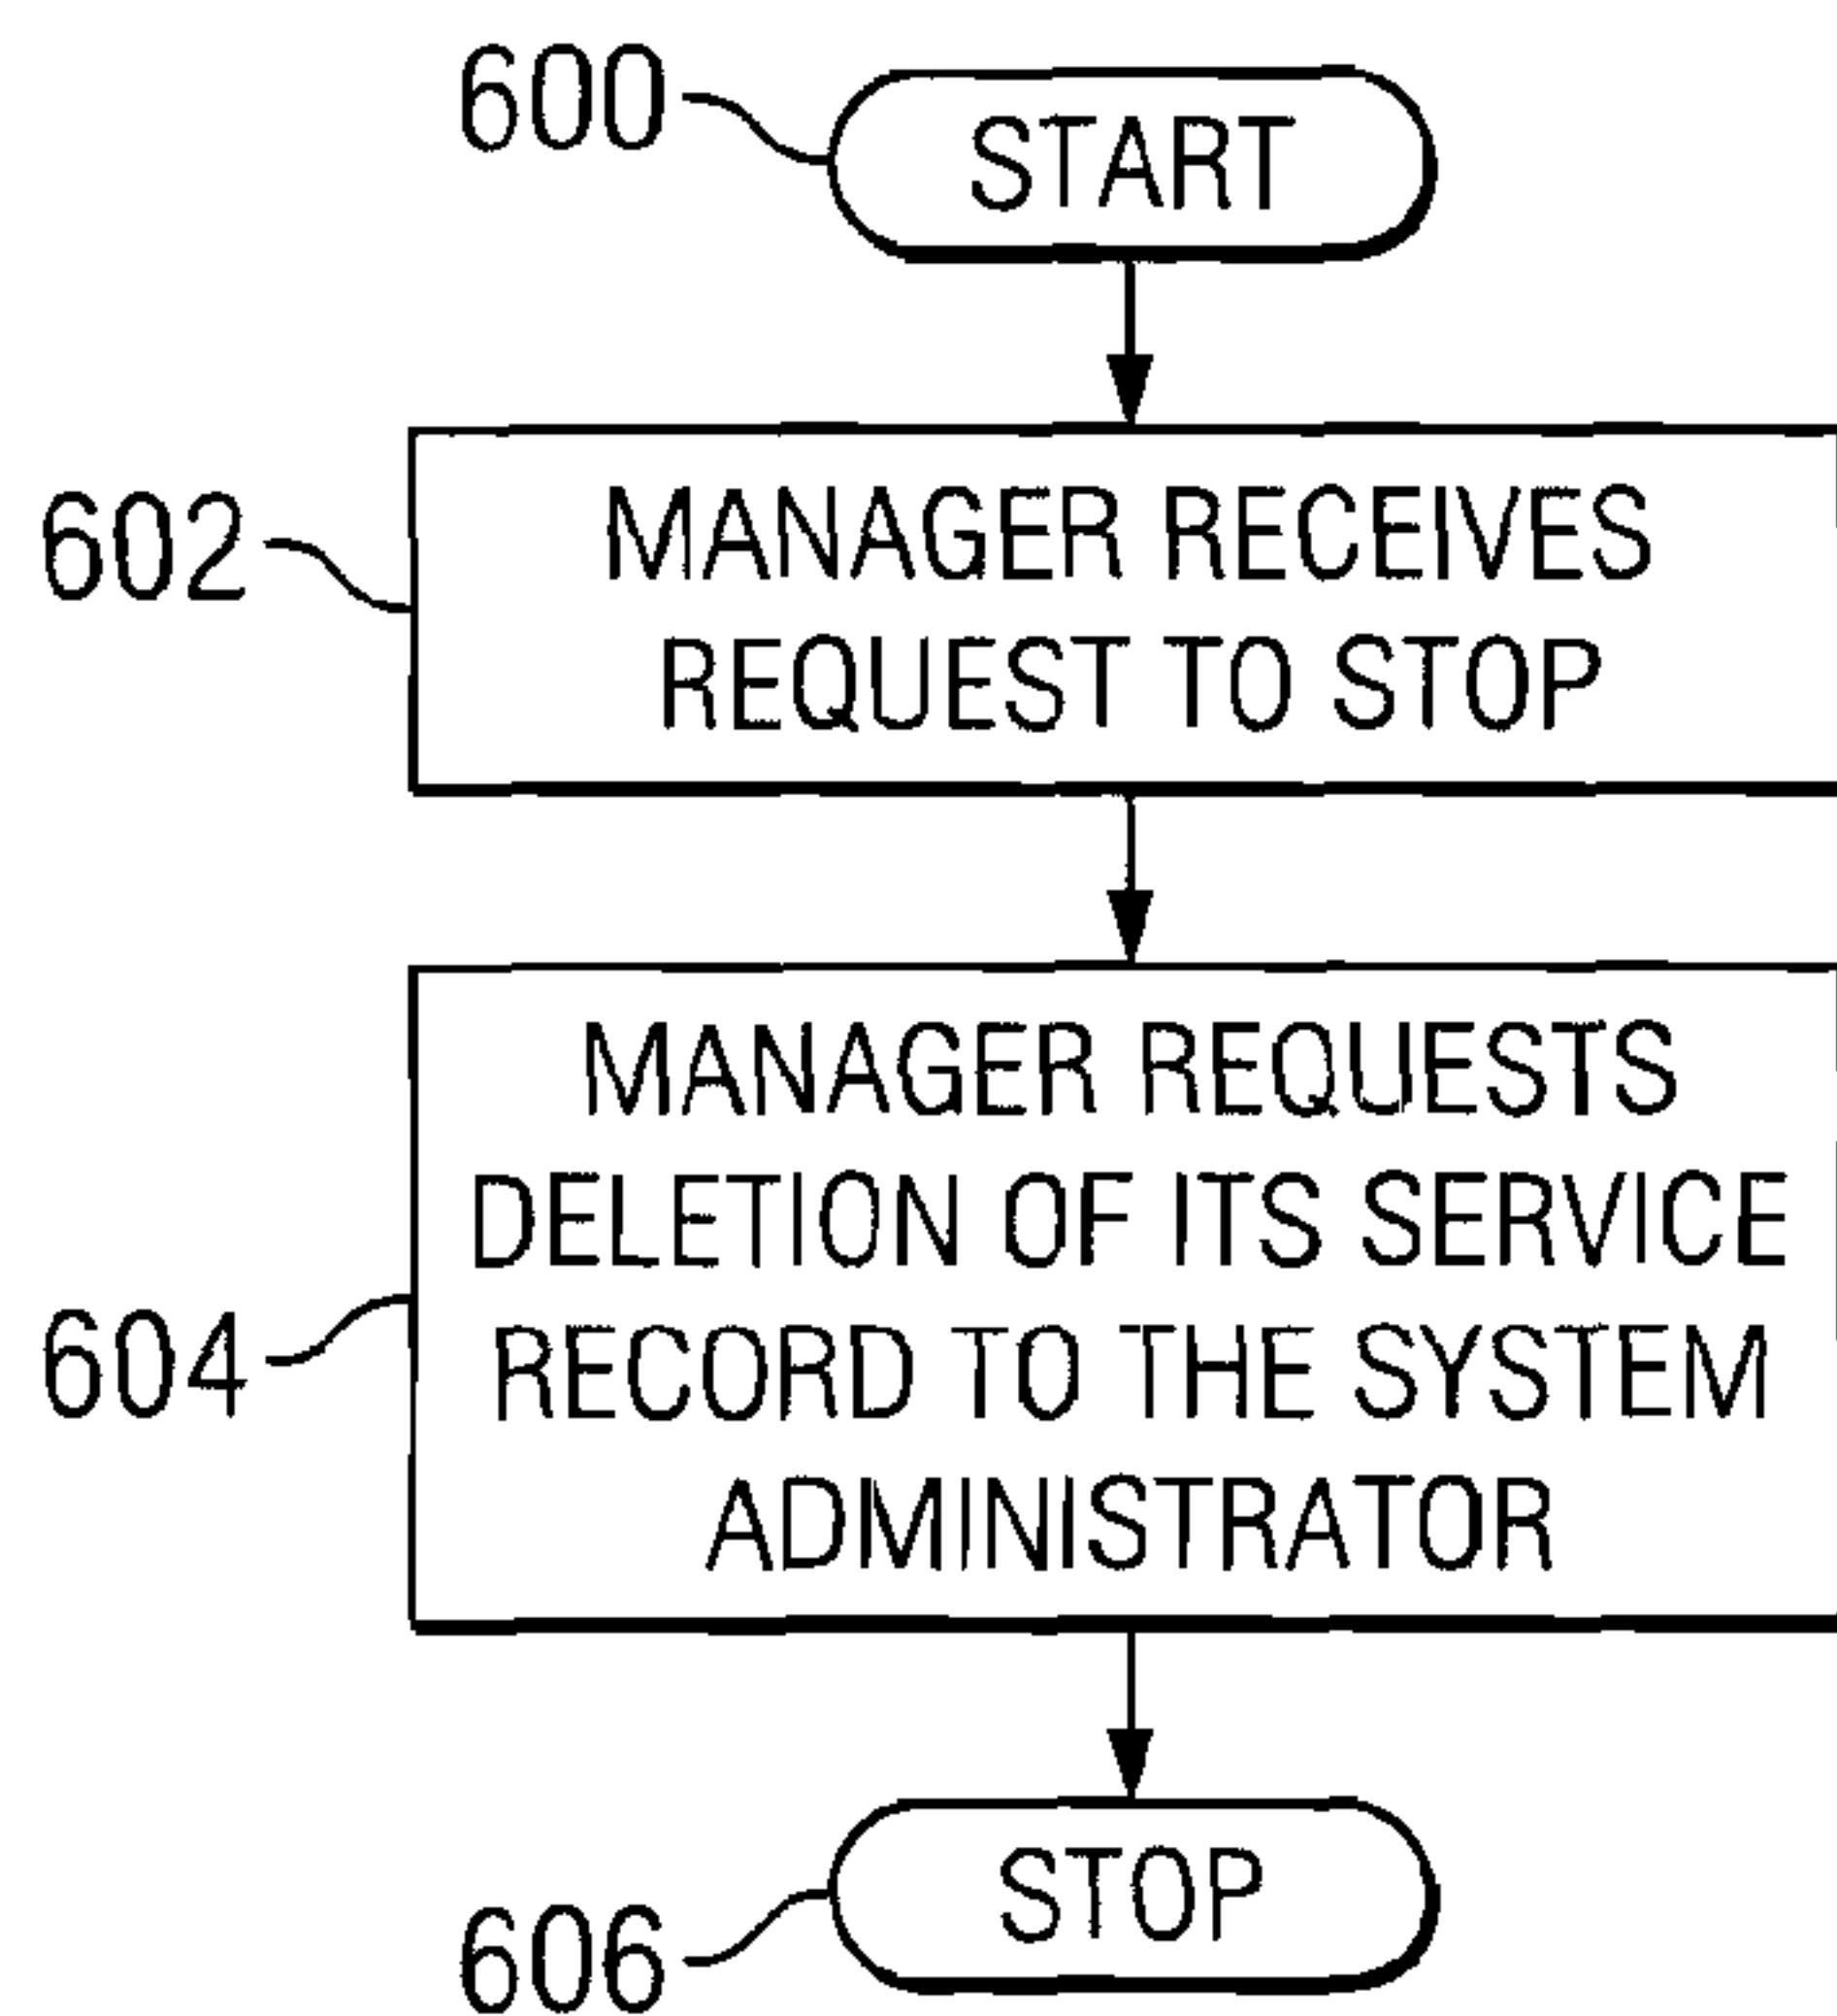 600
START
602
MANAGER RECEIVES
REQUEST TO STOP
604
MANAGER REQUESTS
DELETION OF ITS SERVICE
RECORD TO THE SYSTEM
ADMINISTRATOR
606
STOP